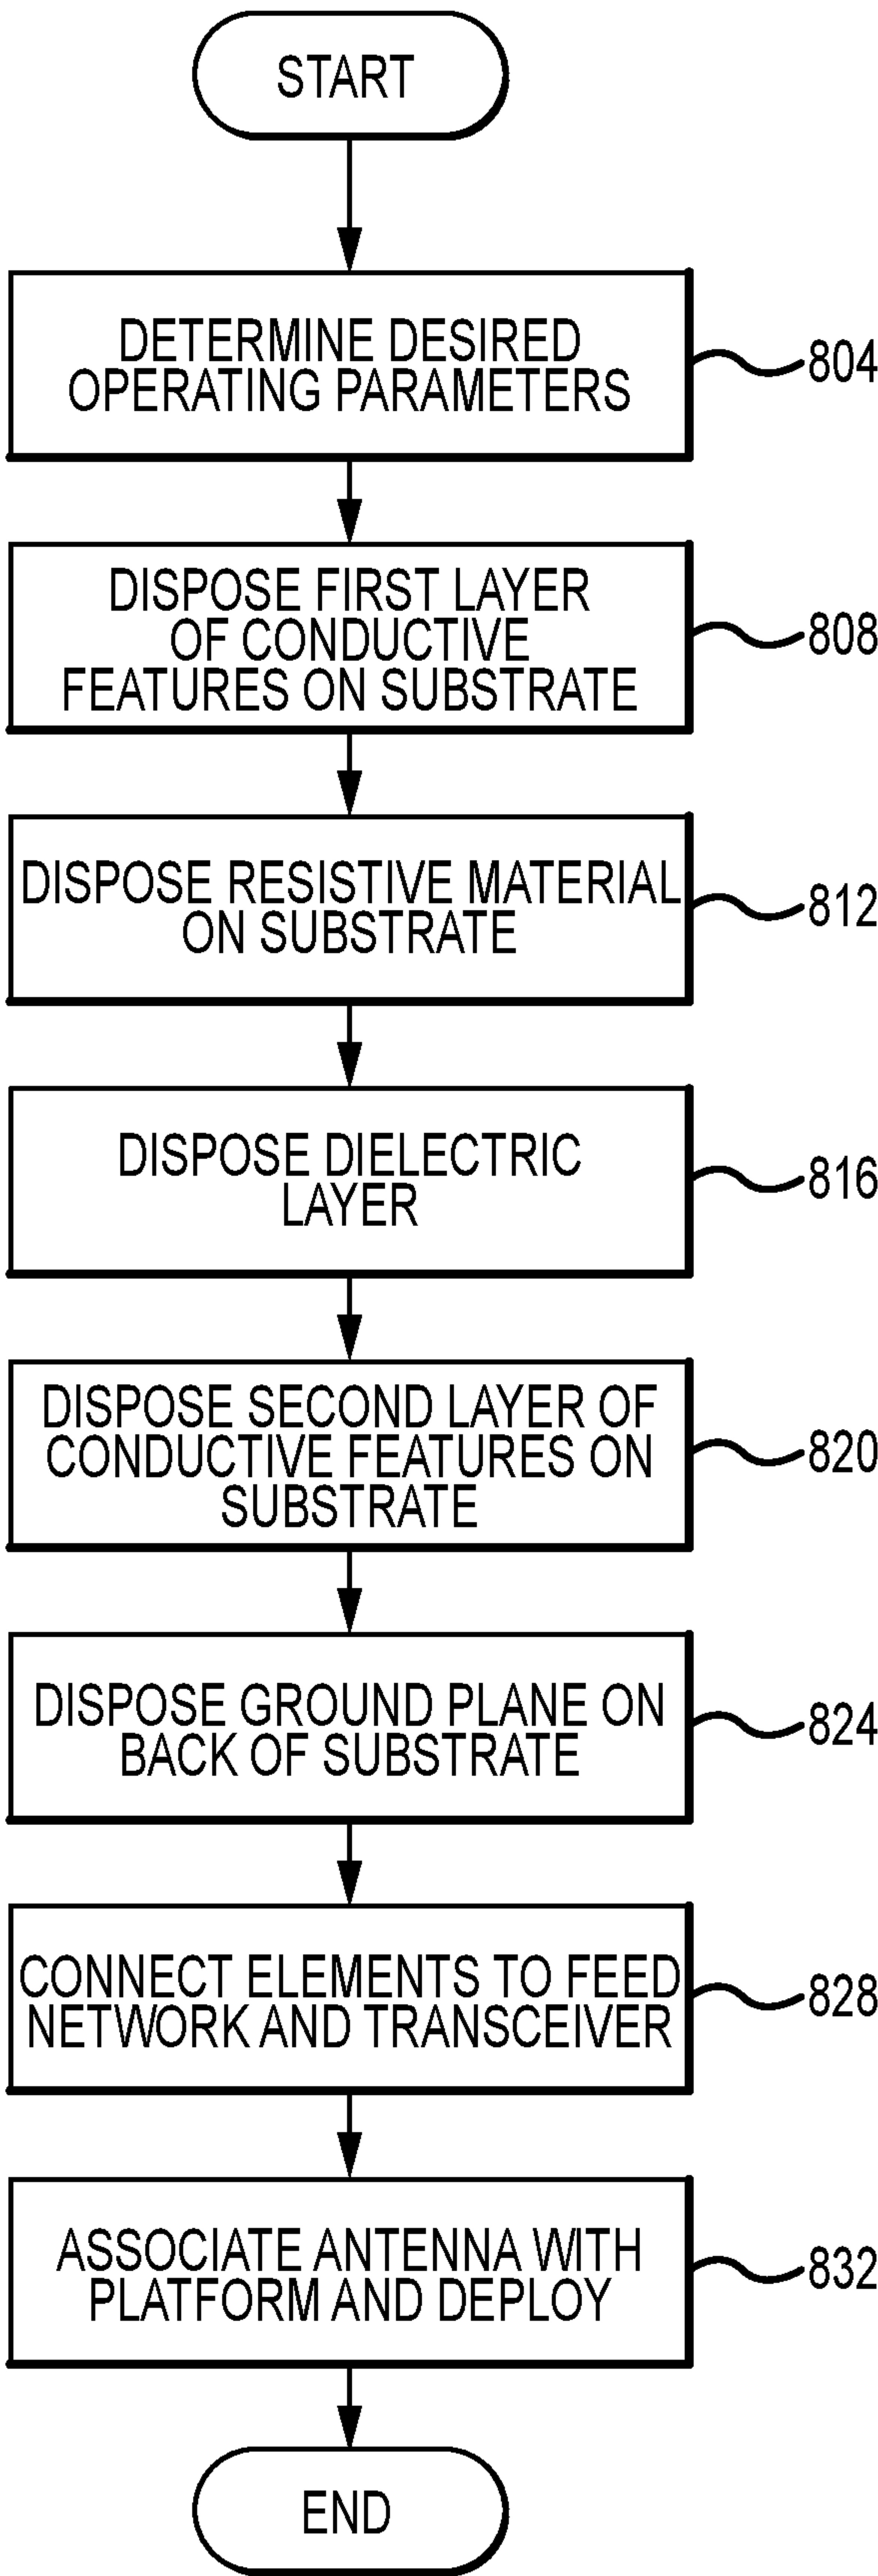 START
DETERMINE DESIRED
OPERATING PARAMETERS
804
DISPOSE FIRST LAYER
OF CONDUCTIVE
FEATURES ON SUBSTRATE
808
DISPOSE RESISTIVE MATERIAL
ON SUBSTRATE
812
DISPOSE DIELECTRIC
LAYER
816
DISPOSE SECOND LAYER OF
CONDUCTIVE FEATURES ON
SUBSTRATE
820
DISPOSE GROUND PLANE ON
BACK OF SUBSTRATE
824
CONNECT ELEMENTS TO FEED
NETWORK AND TRANSCEIVER
828
ASSOCIATE ANTENNA WITH
PLATFORM AND DEPLOY
832
END